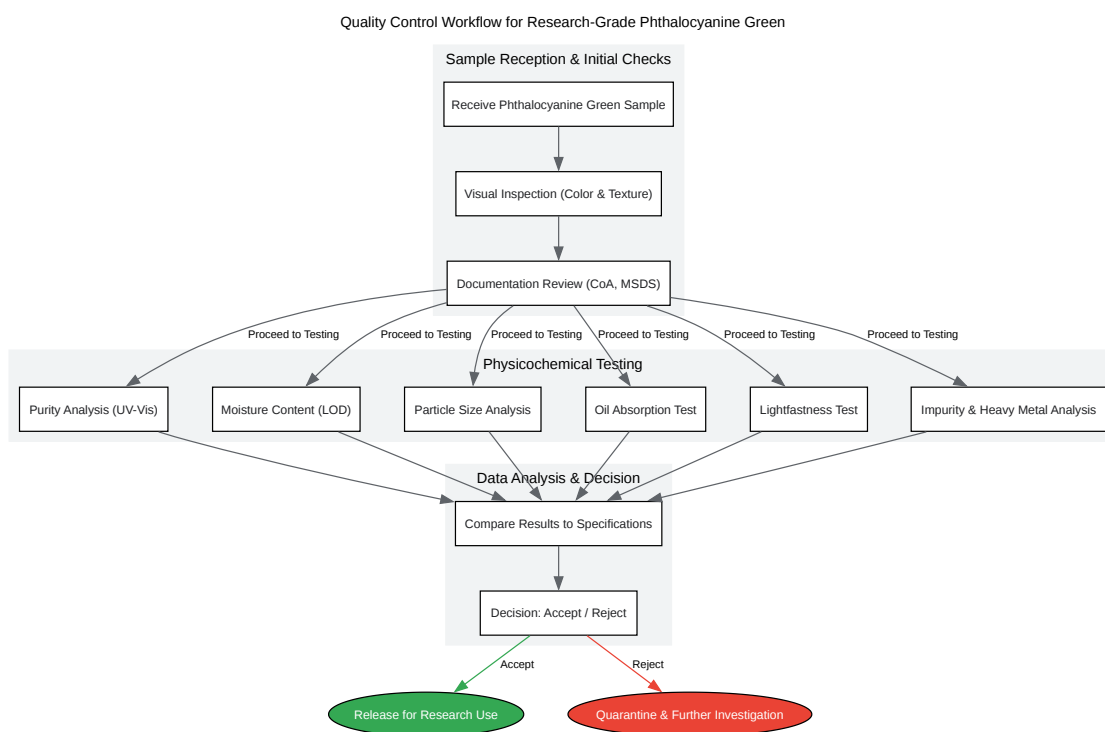 Quality Control Workflow for Research-Grade Phthalocyanine Green
Sample Reception & Initial Checks
Receive Phthalocyanine Green Sample
Visual Inspection (Color & Texture)
Documentation Review (CoA, MSDS)
Proceed to Testing
Proceed to Testing
Proceed to Testing
Proceed to Testing
Proceed to Testing
Proceed to Testing
Physicochemical Testing
Purity Analysis (UV-Vis)
Moisture Content (LOD)
Particle Size Analysis
Oil Absorption Test
Lightfastness Test
Impurity & Heavy Metal Analysis
Data Analysis & Decision
Compare Results to Specifications
Decision: Accept / Reject
Accept
Reject
Release for Research Use
Quarantine & Further Investigation